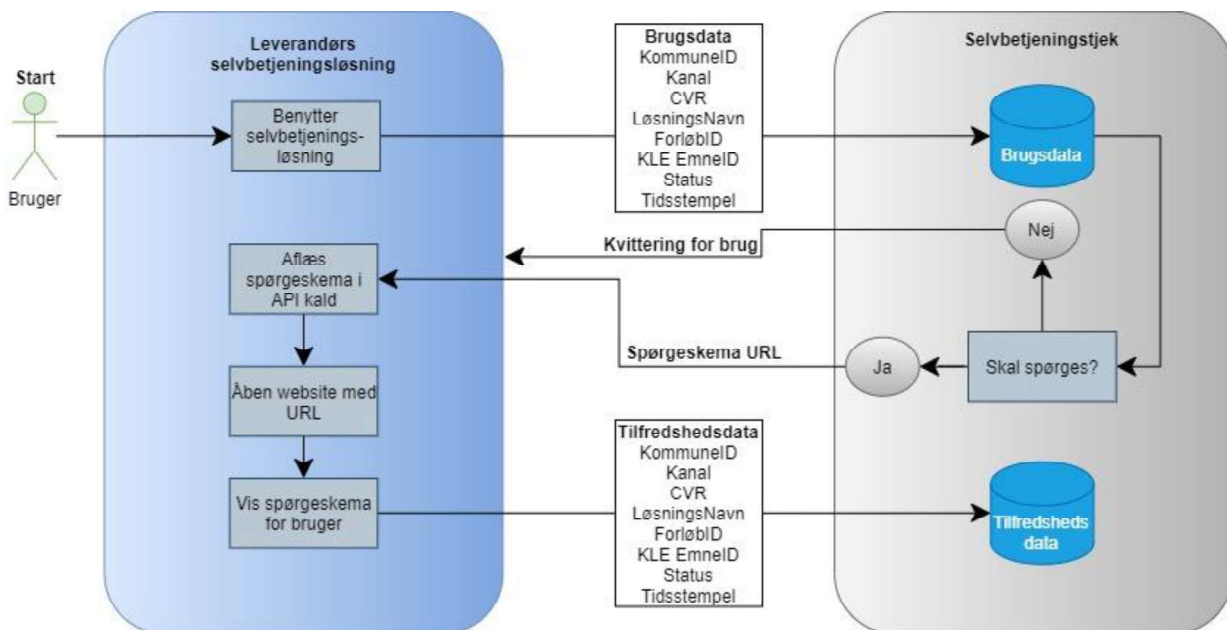 Start
Bruger
Leverandørs
selvbetjeningsløsning
Benytter
selvbetjenings-
løsning
Brugsdata
KommuneID
Kanal
CVR
LøsningsNavn
ForløbID
KLE EmneID
Status
Tidsstempel
Selvbetjeningstjek
Brugsdata
Nej
Kvittering for brug
Aflæs
spørgeskema i
API kald
Spørgeskema URL
Ja
Skal spørges?
Åben website med
URL
Vis spørgeskema
for bruger
Tilfredshedsdata
KommuneID
Kanal
CVR
LøsningsNavn
ForløbID
KLE EmneID
Status
Tidsstempel
Tilfredsheds
data